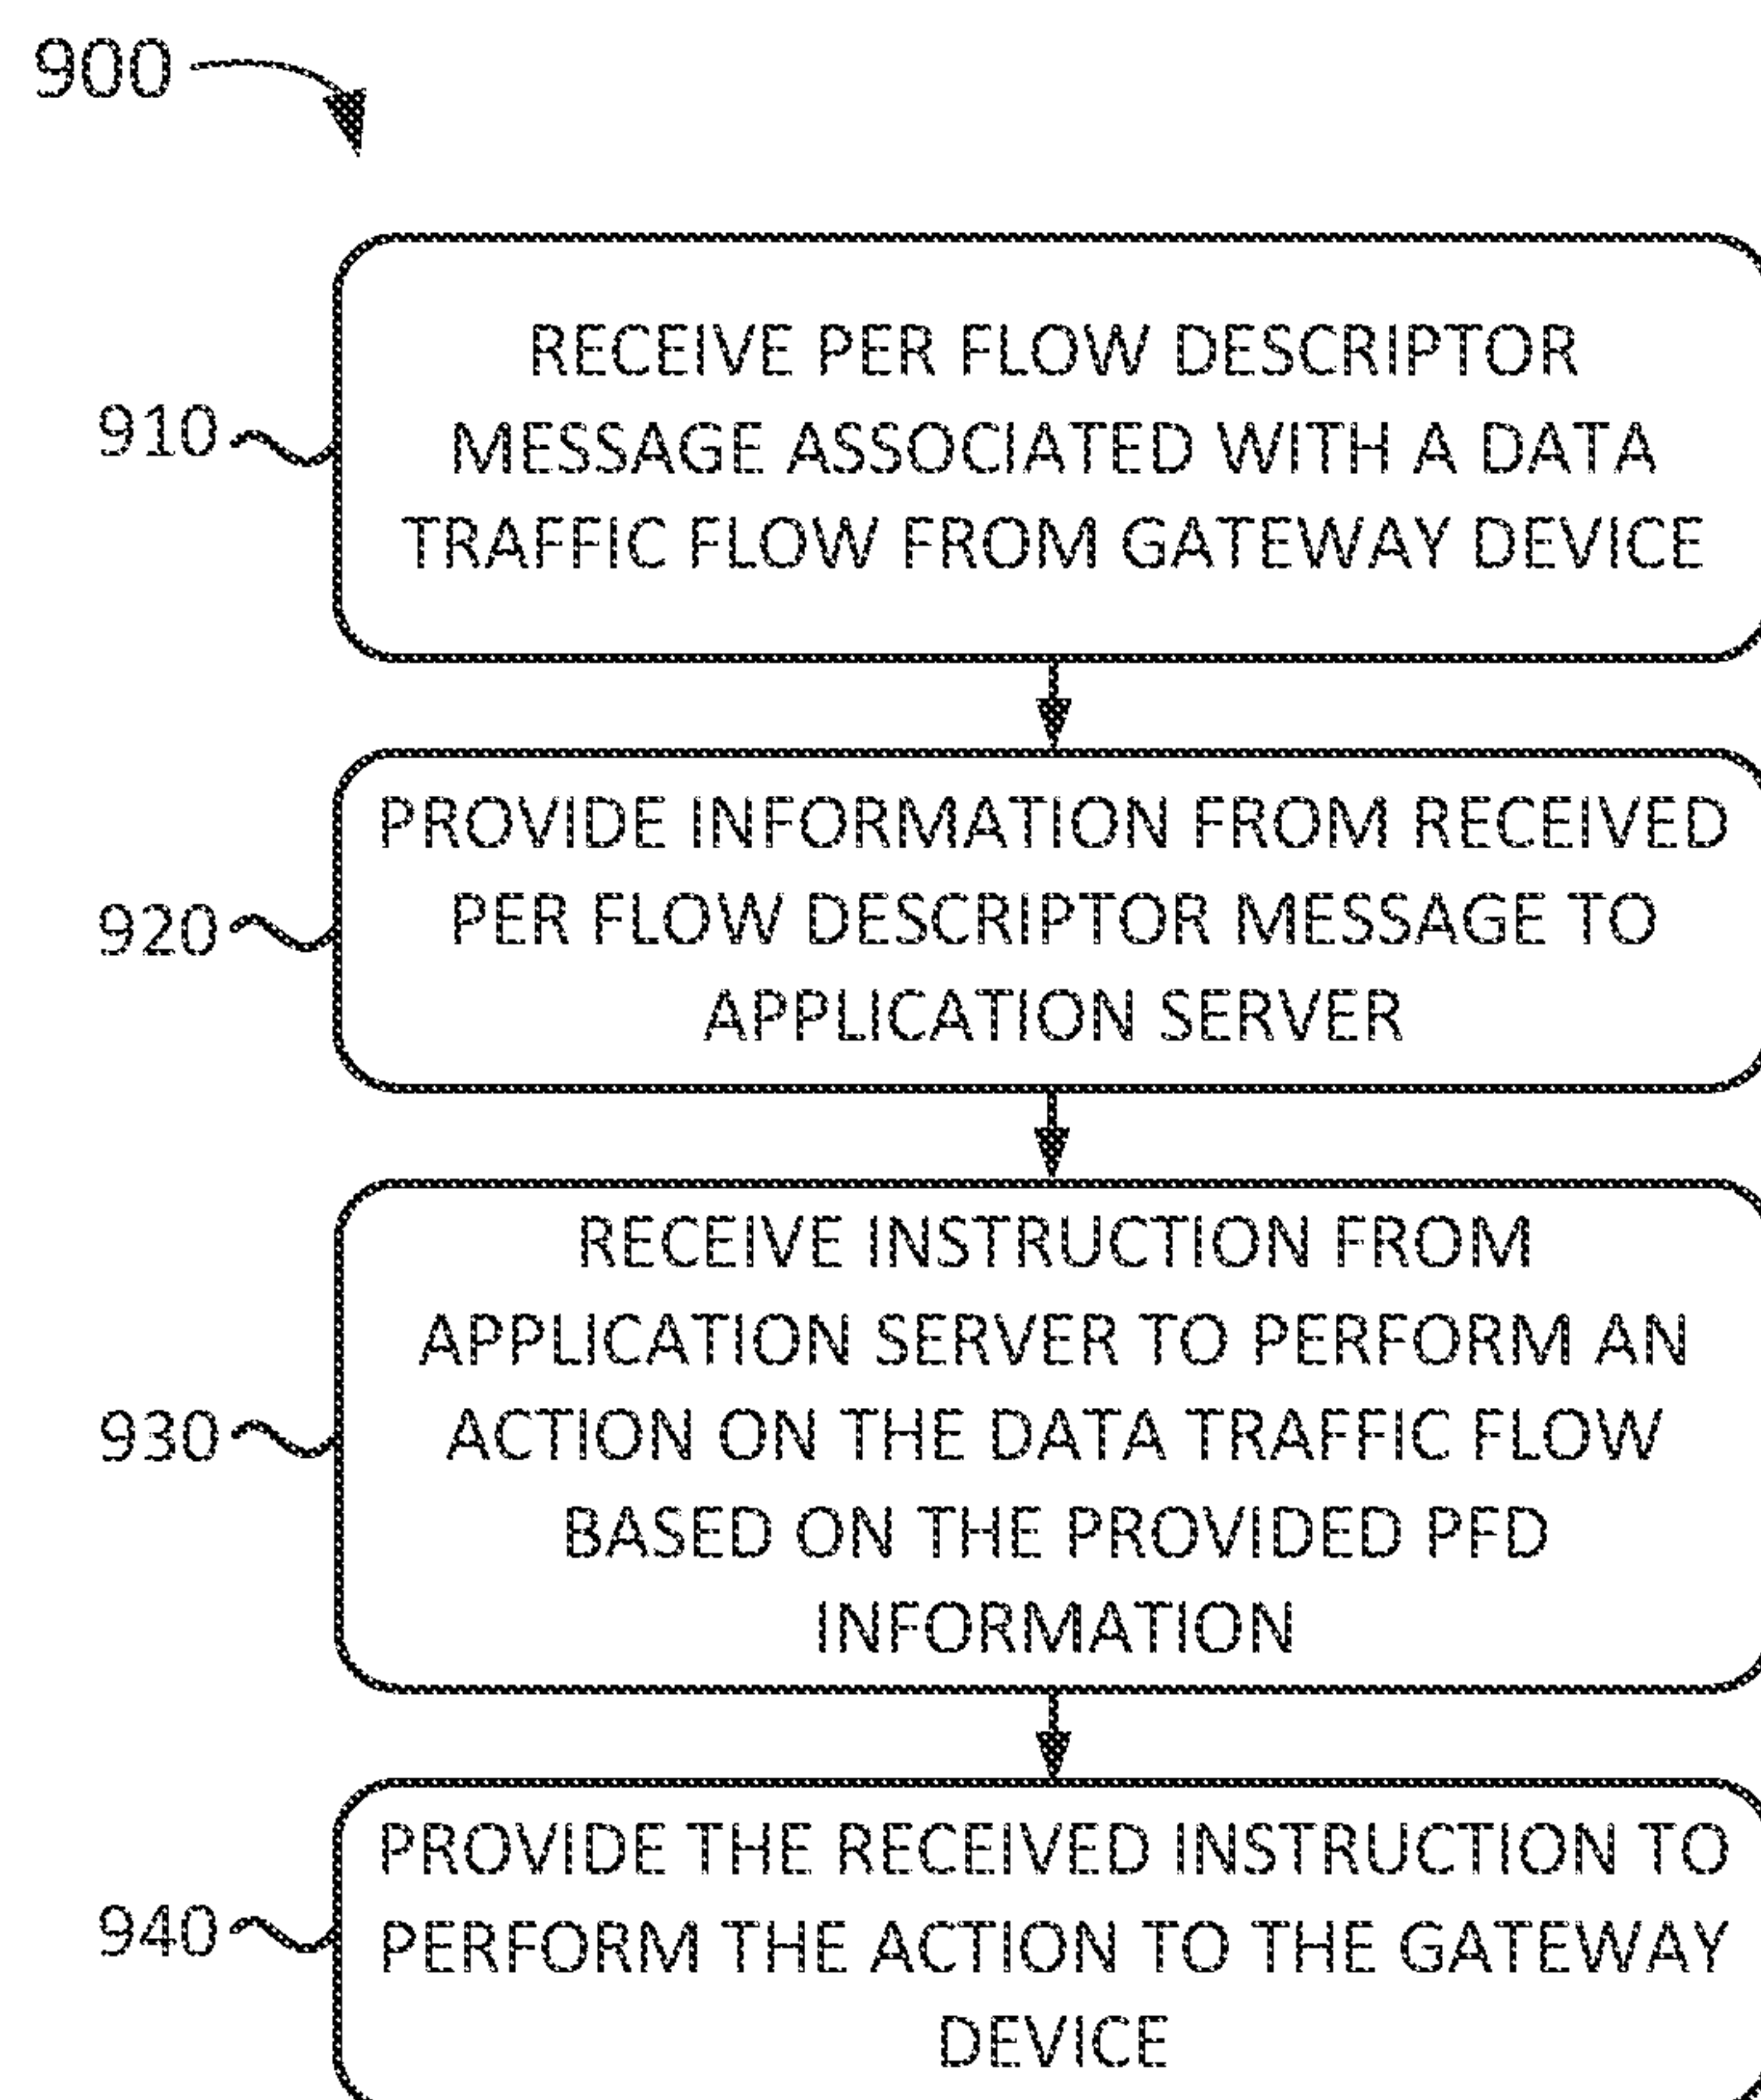 900
910
RECEIVE PER FLOW DESCRIPTOR
MESSAGE ASSOCIATED WITH A DATA
TRAFFIC FLOW FROM GATEWAY DEVICE
920
PROVIDE INFORMATION FROM RECEIVED
PER FLOW DESCRIPTOR MESSAGE TO
APPLICATION SERVER
930
RECEIVE INSTRUCTION FROM
APPLICATION SERVER TO PERFORM AN
ACTION ON THE DATA TRAFFIC FLOW
BASED ON THE PROVIDED PFD
INFORMATION
940
PROVIDE THE RECEIVED INSTRUCTION TO
PERFORM THE ACTION TO THE GATEWAY
DEVICE